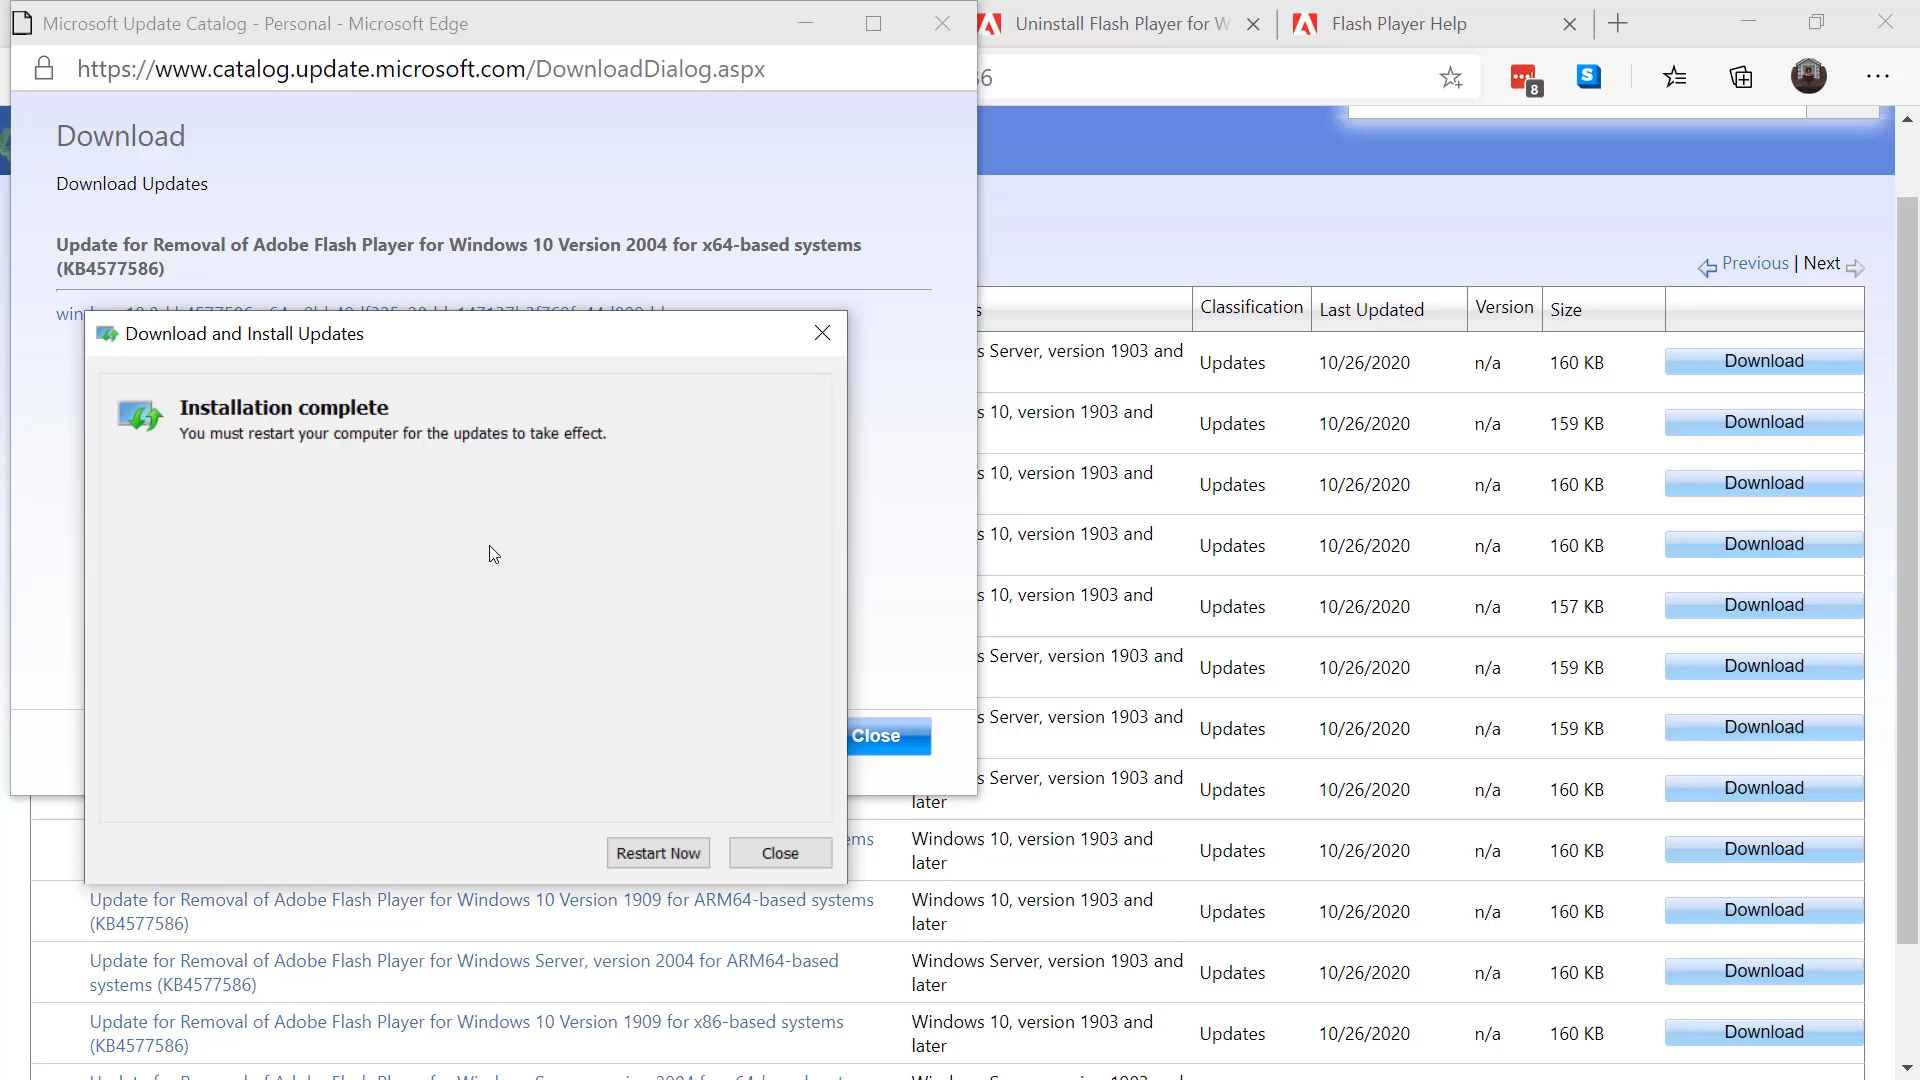 Microsoft Update Catalog - Personal - Microsoft Edge
Uninstall Flash Player for W
Flash Player Help
https://www.catalog.update.microsoft.com/DownloadDialog.aspx
8
S
Download
Download Updates
Update for Removal of Adobe Flash Player for Windows 10 Version 2004 for x64-based systems
(KB4577586)
Previous | Next
Classification Last Updated Version Size
Download and Install Updates
Installation complete
You must restart your computer for the updates to take effect.
Restart Now
Close
Close
s Server, version 1903 and
Updates 10/26/2020 n/a 160 KB Download
s 10, version 1903 and
Updates 10/26/2020 n/a 159 KB Download
s 10, version 1903 and
Updates 10/26/2020 n/a 160 KB Download
s 10, version 1903 and
Updates 10/26/2020 n/a 160 KB Download
s 10, version 1903 and
Updates 10/26/2020 n/a 157 KB Download
s Server, version 1903 and
Updates 10/26/2020 n/a 159 KB Download
s Server, version 1903 and
Updates 10/26/2020 n/a 159 KB Download
s Server, version 1903 and
later
Updates 10/26/2020 n/a 160 KB Download
ems
Windows 10, version 1903 and
later
Updates 10/26/2020 n/a 160 KB Download
Update for Removal of Adobe Flash Player for Windows 10 Version 1909 for ARM64-based systems
(KB4577586)
Windows 10, version 1903 and
later
Updates 10/26/2020 n/a 160 KB Download
Update for Removal of Adobe Flash Player for Windows Server, version 2004 for ARM64-based
systems (KB4577586)
Windows Server, version 1903 and
later
Updates 10/26/2020 n/a 160 KB Download
Update for Removal of Adobe Flash Player for Windows 10 Version 1909 for x86-based systems
(KB4577586)
Windows 10, version 1903 and
later
Updates 10/26/2020 n/a 160 KB Download